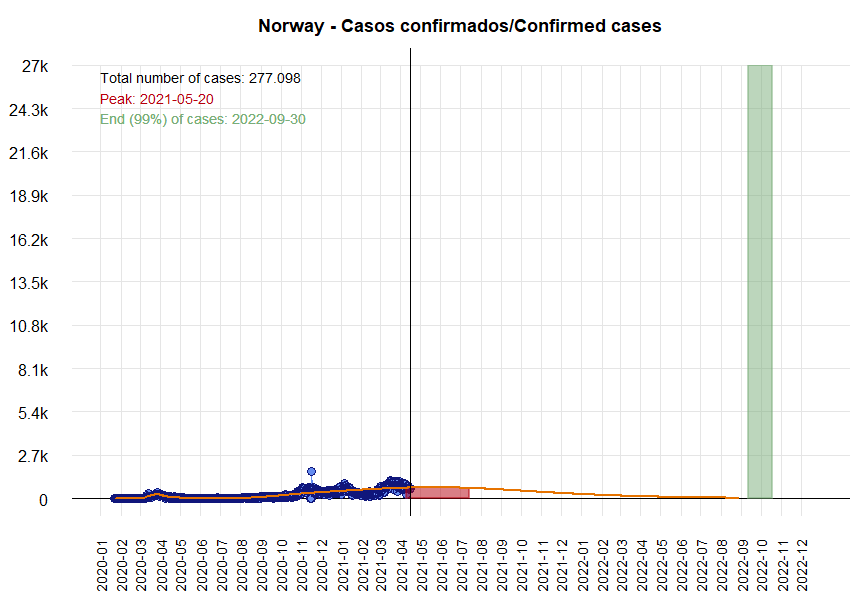 Norway - Casos confirmados/Confirmed cases
27k
Total number of cases: 277.098
Peak: 2021-05-20
24.3k
End (99%) of cases: 2022-09-30
21.6k
18.9k
16.2k
13.5k
10.8k
8.1k
5.4k
2.7k
0
2020-01
2020-02
2020-03
2020-04
2020-05
2020-06
2020-07
2020-08
2020-09
2020-10
2020-11
2020-12
2021-01
2021-02
2021-03
2021-04
2021-05
2021-06
2021-07
2021-08
2021-09
2021-10
2021-11
2021-12
2022-01
2022-02
2022-03
2022-04
2022-05
2022-06
2022-07
2022-08
2022-09
2022-10
2022-11
2022-12